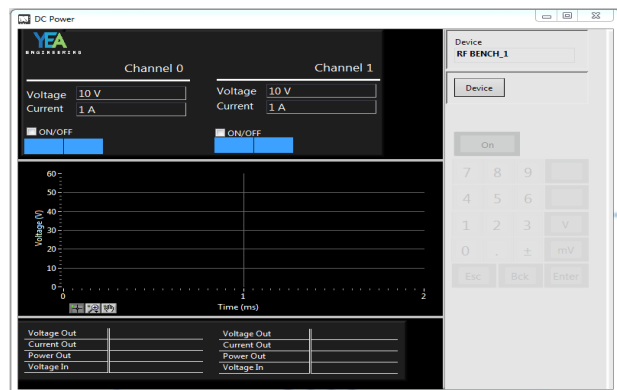 DC Power
YEA
ENGINEERING
Channel 0
Voltage 10 V
Current 1 A
ON/OFF
Channel 1
Voltage 10 V
Current 1 A
ON/OFF
Device
RF BENCH_1
Device
On
7 8 9
4 5 6
1 2 3 V
0 . ± mV
Esc Bck Enter
Voltage (V)
60
50
40
30
20
10
0
0 1 2
Time (ms)
Voltage Out
Current Out
Power Out
Voltage In
Voltage Out
Current Out
Power Out
Voltage In